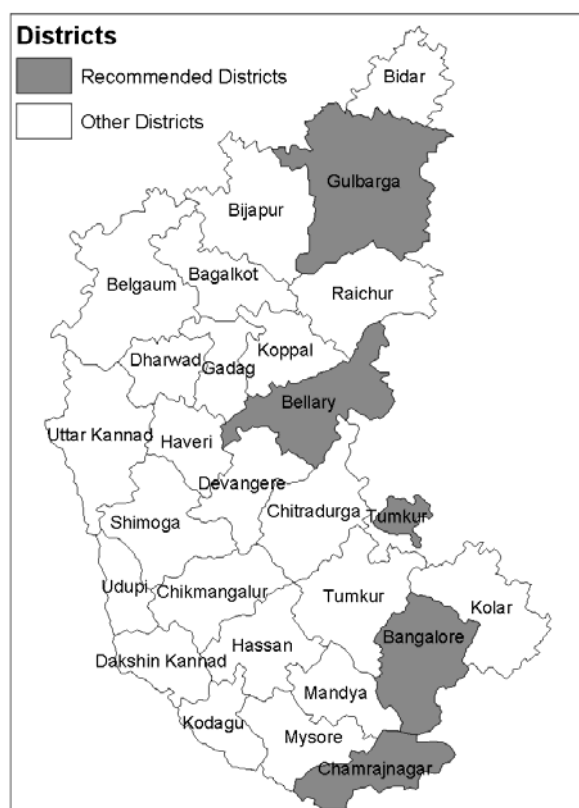 Districts
Recommended Districts
Other Districts
Bidar
Gulbarga
Bijapur
Bagalkot
Belgaum
Raichur
Koppal
Dharwad
Gadag
Bellary
Uttar Kannad
Haveri
Devangere
Chitradurga
Tumkur
Shimoga
Udupi
Chikmangalur
Tumkur
Kolar
Bangalore
Hassan
Dakshin Kannad
Mandya
Kodagu
Mysore
Chamrajnagar